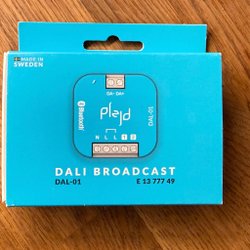 MADE IN
SWEDEN
DA- DA+
Bluetooth
plejd
DAL-01
N L L 1 2
DALI BROADCAST
DAL-01 E 13 777 49